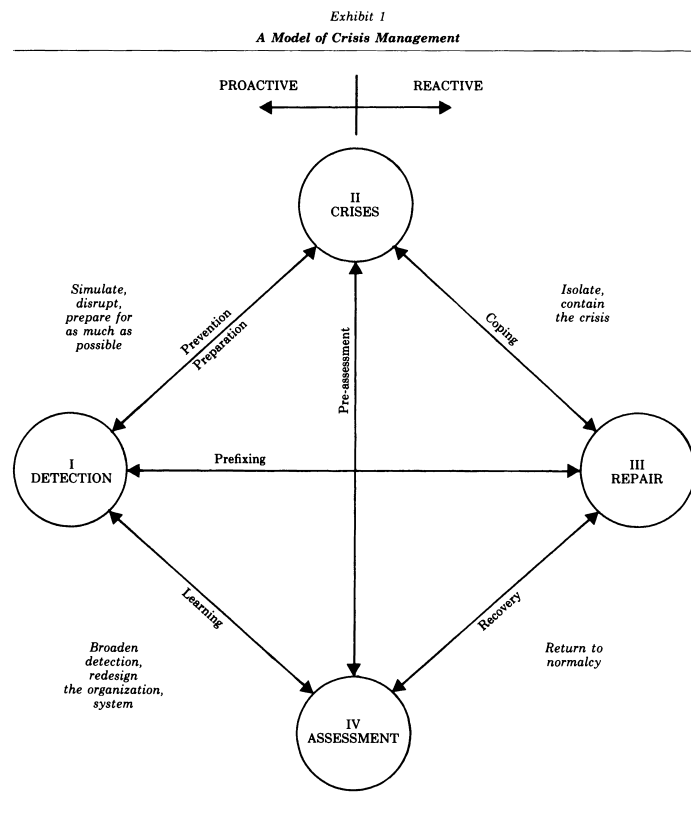 Exhibit 1
A Model of Crisis Management
PROACTIVE
REACTIVE
II
CRISES
Simulate,
disrupt,
prepare for
as much as
possible
Prevention
Preparation
Pre-assessment
Coping
Isolate,
contain
the crisis
I
DETECTION
Prefixing
III
REPAIR
Learning
Recovery
Broaden
detection,
redesign
the organization,
system
Return to
normalcy
IV
ASSESSMENT